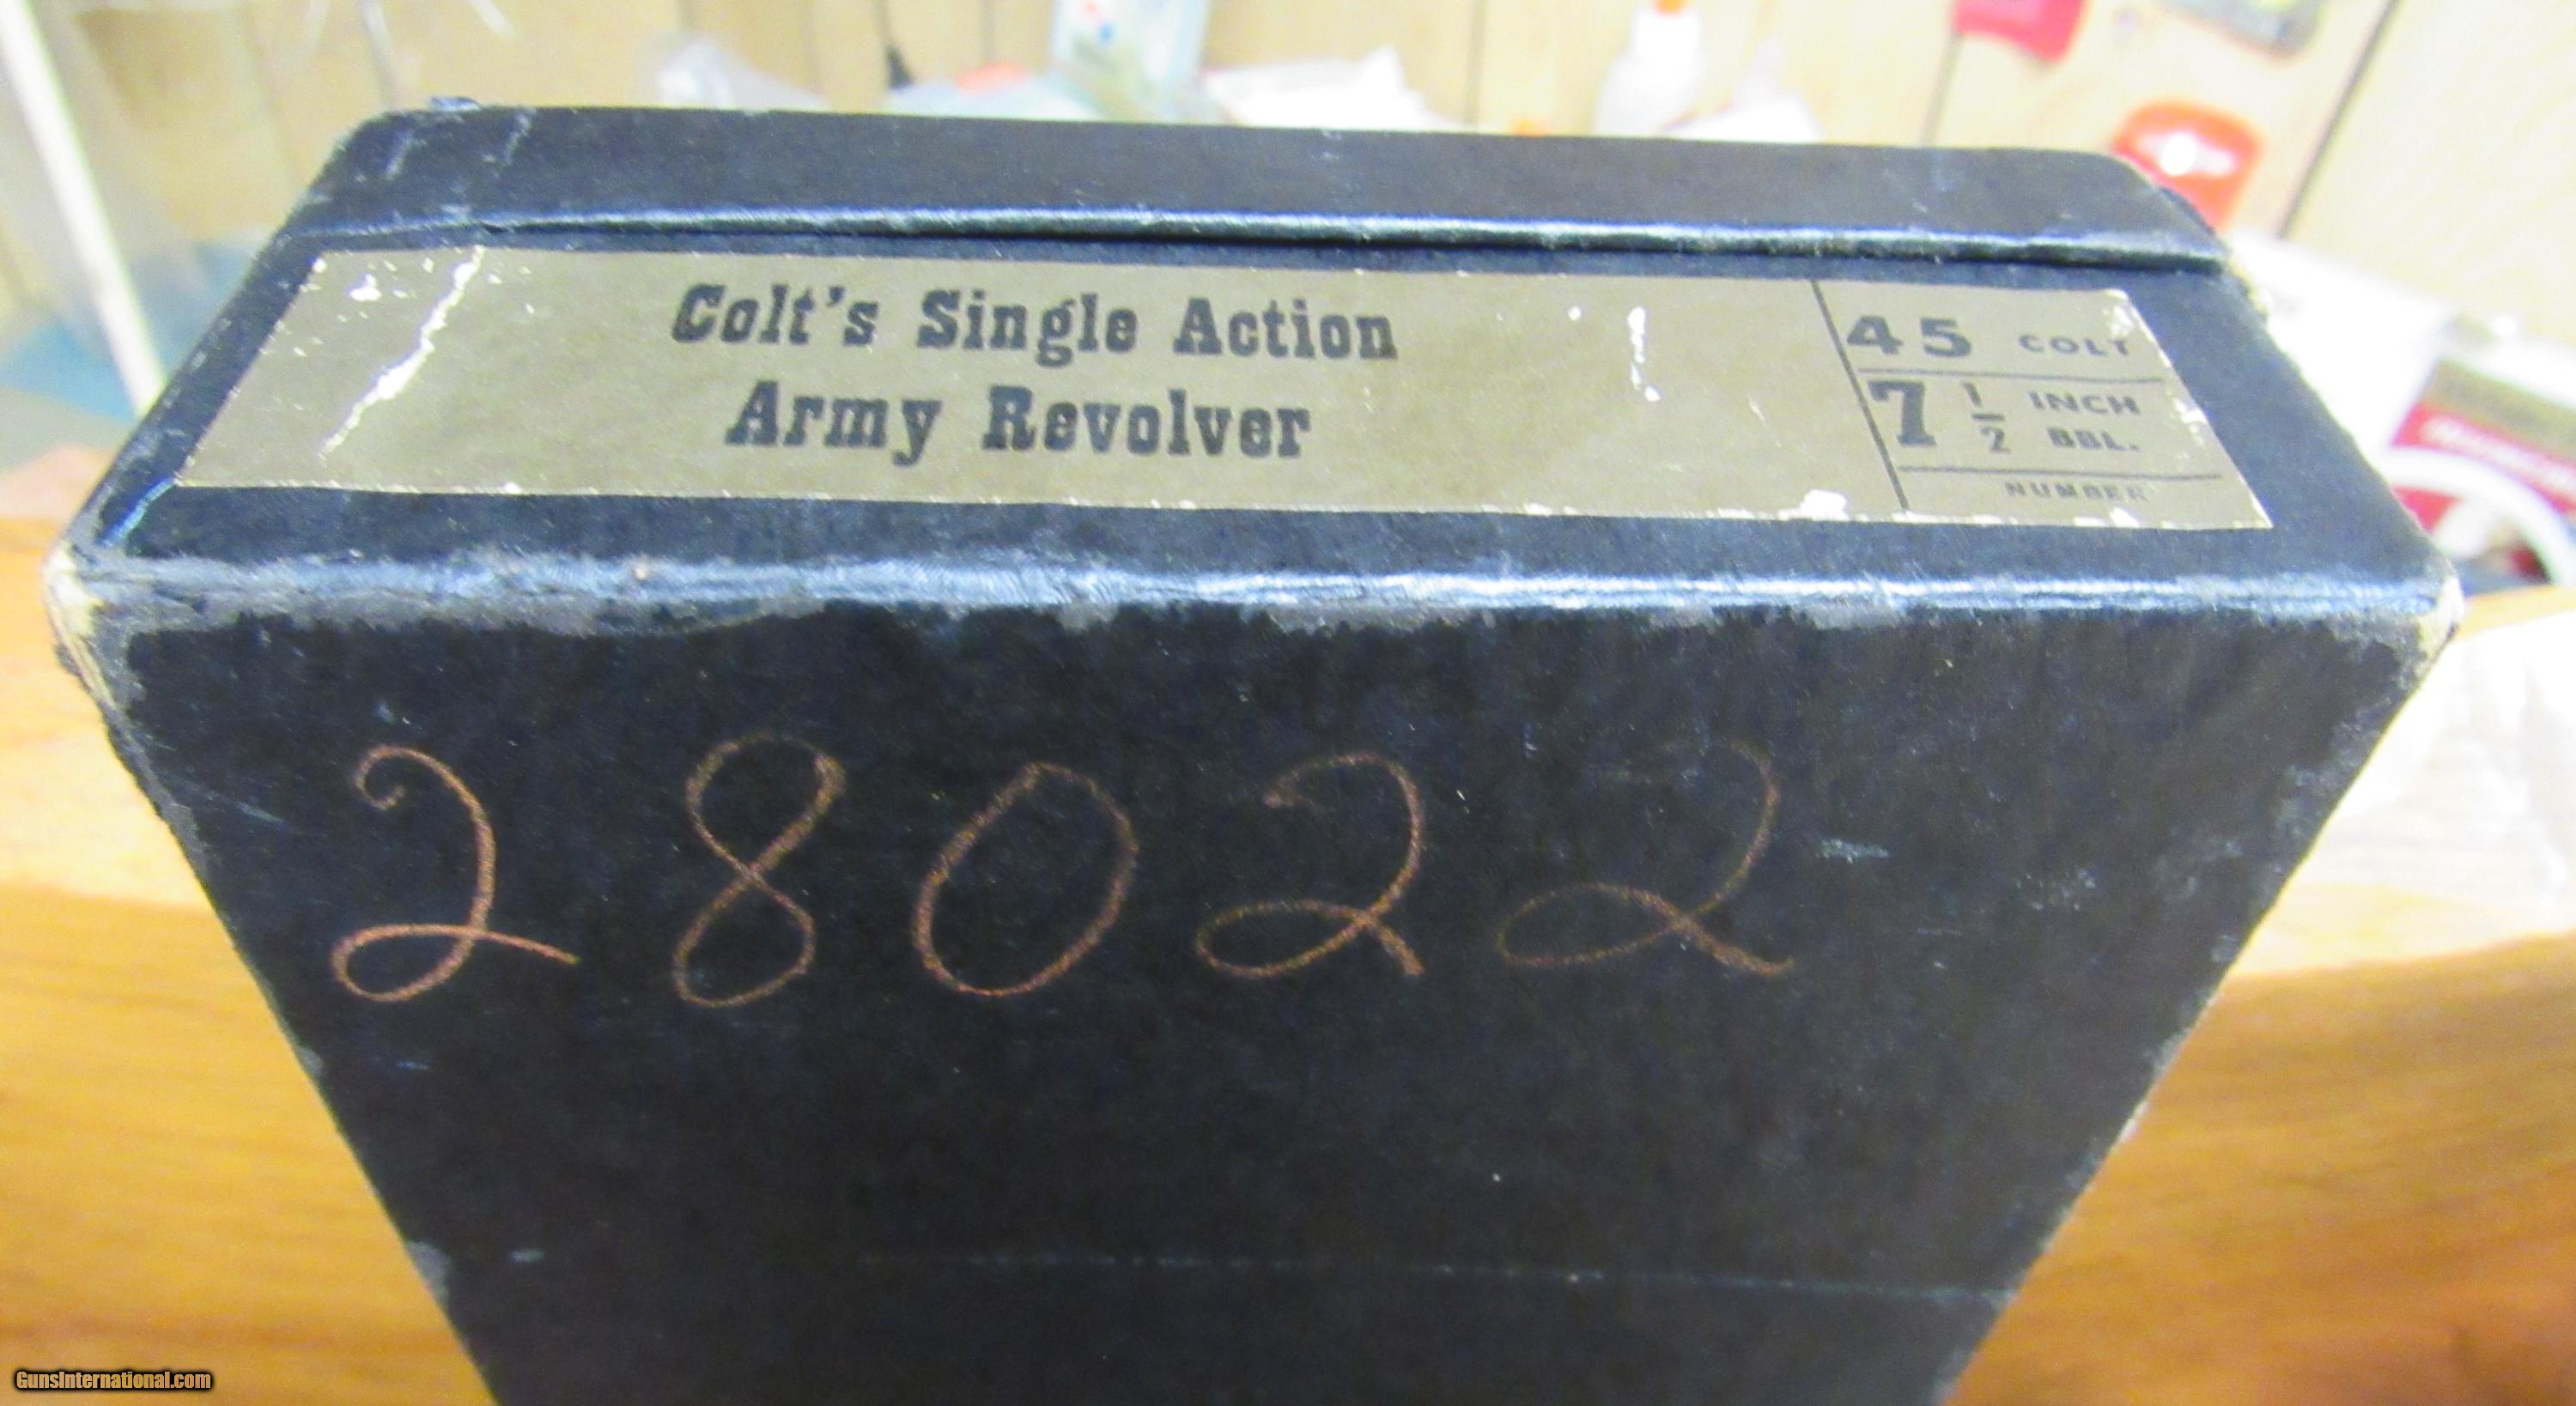 Colt's Single Action
Army Revolver
45 COLT
7 1/2 INCH
BBL.
NUMBER
28022
GunsInternational.com